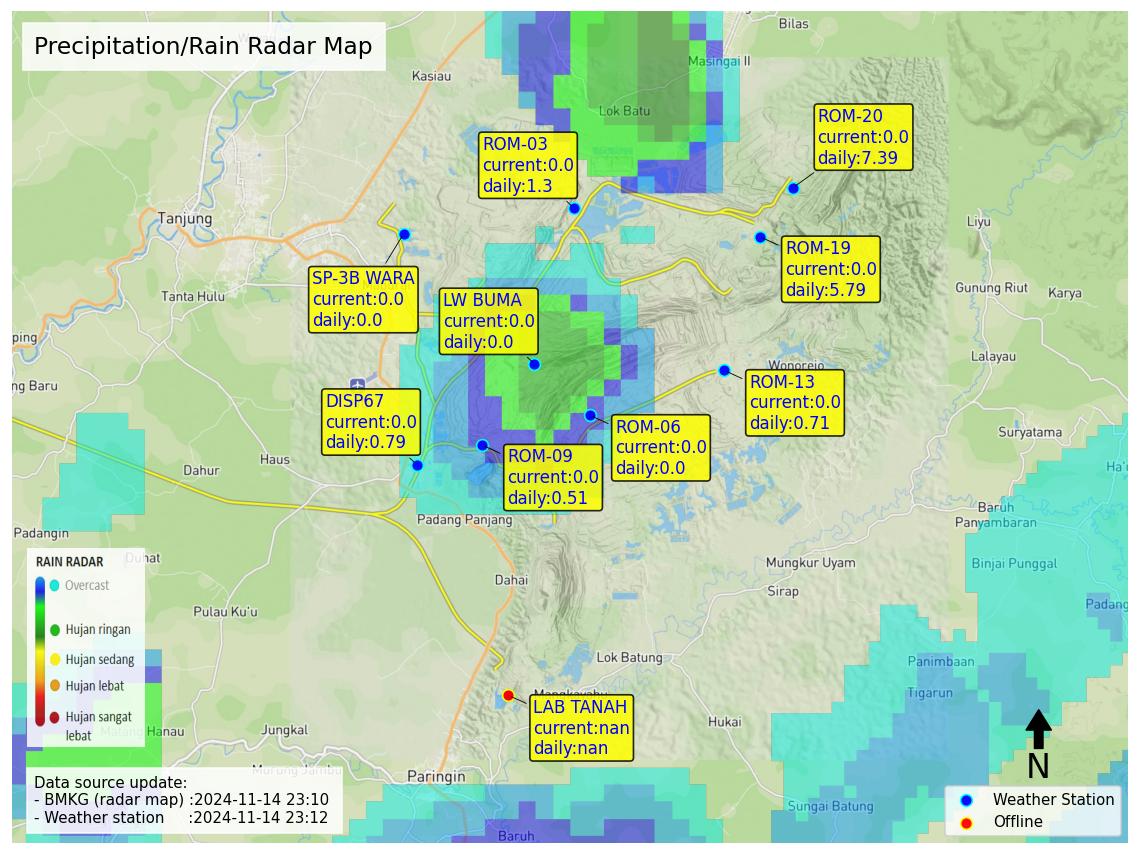 Precipitation/Rain Radar Map
Bilas
Masingai II
Kasiau
Lok Batu
ROM-20
current:0.0
daily:7.39
ROM-03
current:0.0
daily:1.3
Tanjung
Liyu
ROM-19
current:0.0
daily:5.79
SP-3B WARA
current:0.0
daily:0.0
Tanta Hulu
Gunung Riut
Karya
LW BUMA
current:0.0
daily:0.0
ping
Lalayau
Wonorejo
ng Baru
ROM-13
current:0.0
daily:0.71
DISP67
current:0.0
daily:0.79
ROM-06
current:0.0
daily:0.0
Suryatama
ROM-09
current:0.0
daily:0.51
Haus
Dahur
Ha'u
Baruh
Panyambaran
Padang Panjang
Padangin
RAIN RADAR
Duhat
Mungkur Uyam
Binjai Punggal
Overcast
Dahai
Sirap
Padang
Pulau Ku'u
Hujan ringan
Hujan sedang
Lok Batung
Panimbaan
Hujan lebat
Tigarun
Mangkayahu
LAB TANAH
current:nan
daily:nan
Hujan sangat
lebat
Hukai
Matang Hanau
Jungkal
Murung Jambu
Paringin
N
Data source update:
- BMKG (radar map) :2024-11-14 23:10
- Weather station :2024-11-14 23:12
Sungai Batung
Weather Station
Offline
Baruh